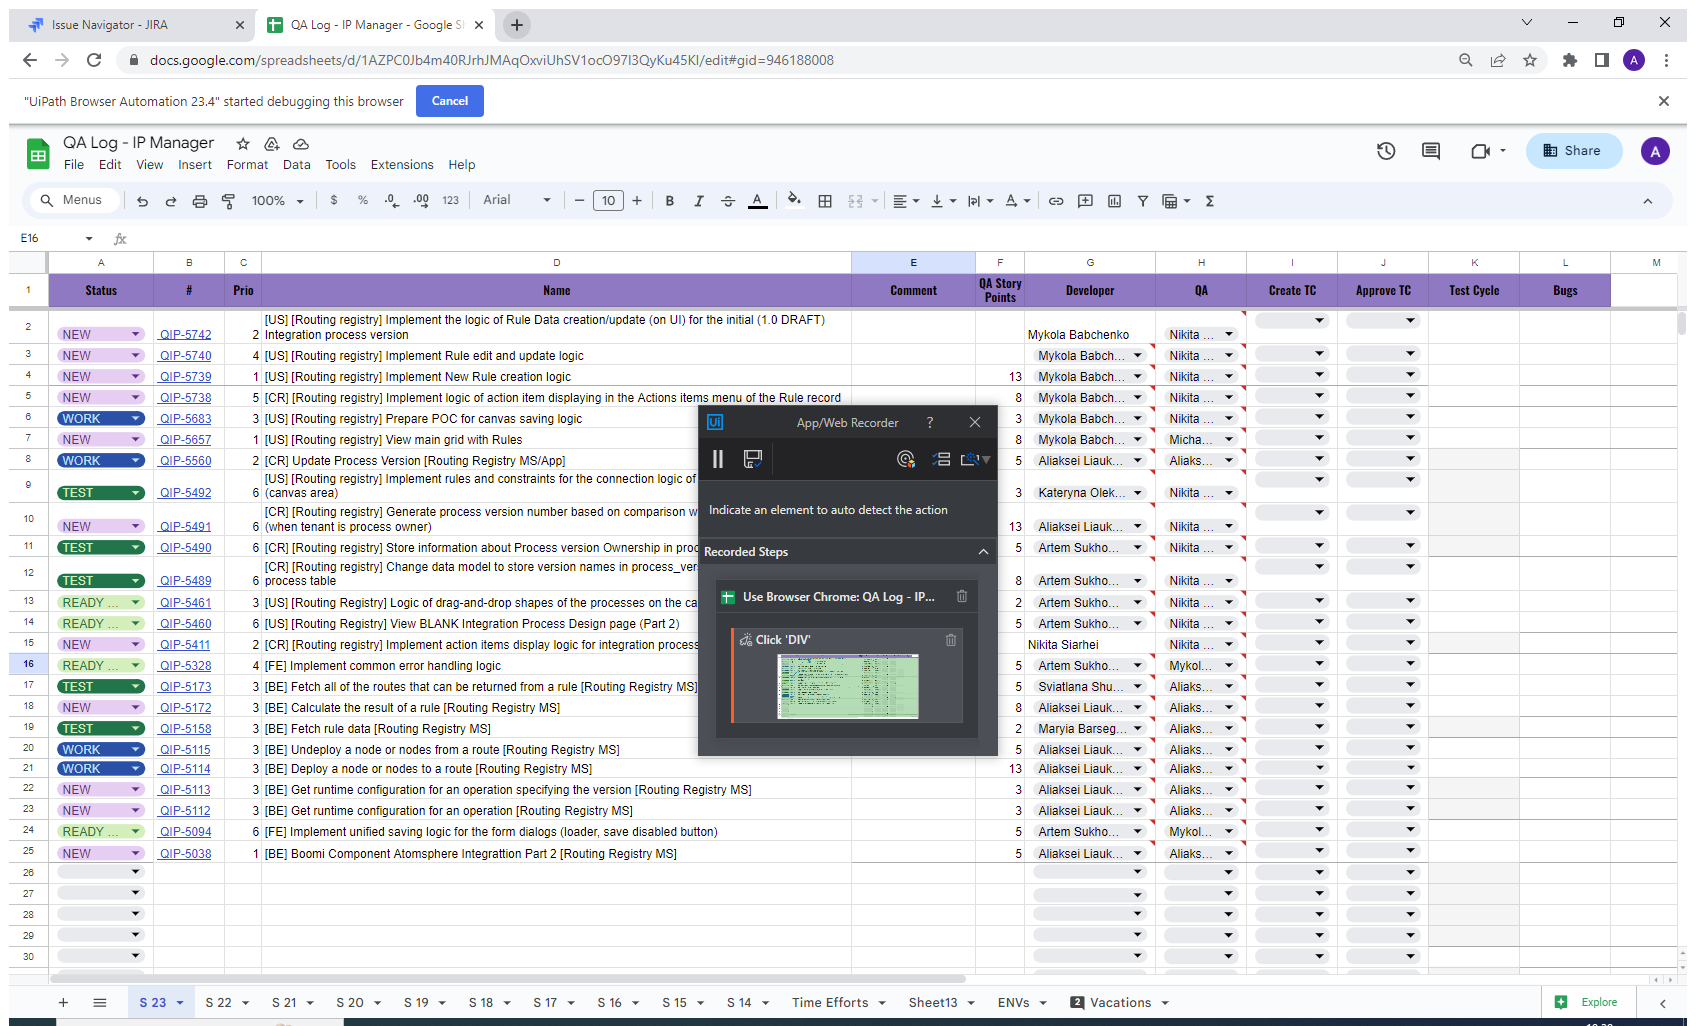 Issue Navigator - JIRA
QA Log - IP Manager - Google Sh
docs.google.com/spreadsheets/d/1AZPC0Jb4m40RJrhJMAqOxviUhSV1ocO97I3QyKu45KI/edit#gid=946188008
A
"UiPath Browser Automation 23.4" started debugging this browser
Cancel
QA Log - IP Manager
File Edit View Insert Format Data Tools Extensions Help
Share
A
Menus
100%
$ % .0 .00 123
Arial
10
B I A
E16
fx
A B C D E F G H I J K L M
1 Status # Prio Name Comment QA Story Points Developer QA Create TC Approve TC Test Cycle Bugs
[US] [Routing registry] Implement the logic of Rule Data creation/update (on UI) for the initial (1.0 DRAFT)
2 NEW QIP-5742 2 Integration process version Mykola Babchenko Nikita ...
3 NEW QIP-5740 4 [US] [Routing registry] Implement Rule edit and update logic Mykola Babch... Nikita ...
4 NEW QIP-5739 1 [US] [Routing registry] Implement New Rule creation logic 13 Mykola Babch... Nikita ...
5 NEW QIP-5738 5 [CR] [Routing registry] Implement logic of action item displaying in the Actions items menu of the Rule record 8 Mykola Babch... Nikita ...
6 WORK QIP-5683 3 [US] [Routing registry] Prepare POC for canvas saving logic 3 Mykola Babch... Nikita ...
7 NEW QIP-5657 1 [US] [Routing registry] View main grid with Rules 8 Mykola Babch... Micha...
8 WORK QIP-5560 2 [CR] Update Process Version [Routing Registry MS/App] 5 Aliaksei Liauk... Aliaks...
[US] [Routing registry] Implement rules and constraints for the connection logic of
9 TEST QIP-5492 6 (canvas area) 3 Kateryna Olek... Nikita ...
[CR] [Routing registry] Generate process version number based on comparison w
10 NEW QIP-5491 6 (when tenant is process owner) 13 Aliaksei Liauk... Nikita ...
11 TEST QIP-5490 6 [CR] [Routing registry] Store information about Process version Ownership in proc 5 Artem Sukho... Nikita ...
[CR] [Routing registry] Change data model to store version names in process_ver
12 TEST QIP-5489 6 process table 8 Artem Sukho... Nikita ...
13 READY ... QIP-5461 3 [US] [Routing Registry] Logic of drag-and-drop shapes of the processes on the ca 2 Artem Sukho... Nikita ...
14 READY ... QIP-5460 6 [US] [Routing Registry] View BLANK Integration Process Design page (Part 2) 5 Artem Sukho... Nikita ...
15 NEW QIP-5411 2 [CR] [Routing registry] Implement action items display logic for integration process Nikita Siarhei Nikita ...
16 READY ... QIP-5328 4 [FE] Implement common error handling logic 5 Artem Sukho... Mykol...
17 TEST QIP-5173 3 [BE] Fetch all of the routes that can be returned from a rule [Routing Registry MS] 5 Sviatlana Shu... Aliaks...
18 NEW QIP-5172 3 [BE] Calculate the result of a rule [Routing Registry MS] 8 Aliaksei Liauk... Aliaks...
19 TEST QIP-5158 3 [BE] Fetch rule data [Routing Registry MS] 2 Maryia Barseg... Aliaks...
20 WORK QIP-5115 3 [BE] Undeploy a node or nodes from a route [Routing Registry MS] 5 Aliaksei Liauk... Aliaks...
21 WORK QIP-5114 3 [BE] Deploy a node or nodes to a route [Routing Registry MS] 13 Aliaksei Liauk... Aliaks...
22 NEW QIP-5113 3 [BE] Get runtime configuration for an operation specifying the version [Routing Registry MS] 3 Aliaksei Liauk... Aliaks...
23 NEW QIP-5112 3 [BE] Get runtime configuration for an operation [Routing Registry MS] 3 Aliaksei Liauk... Aliaks...
24 READY ... QIP-5094 6 [FE] Implement unified saving logic for the form dialogs (loader, save disabled button) 5 Artem Sukho... Mykol...
25 NEW QIP-5038 1 [BE] Boomi Component Atomsphere Integrattion Part 2 [Routing Registry MS] 5 Aliaksei Liauk... Aliaks...
26
27
28
29
30
Ui App/Web Recorder ?
Indicate an element to auto detect the action
Recorded Steps
Use Browser Chrome: QA Log - IP...
Click 'DIV'
S 23 S 22 S 21 S 20 S 19 S 18 S 17 S 16 S 15 S 14 Time Efforts Sheet13 ENVs 2 Vacations
Explore